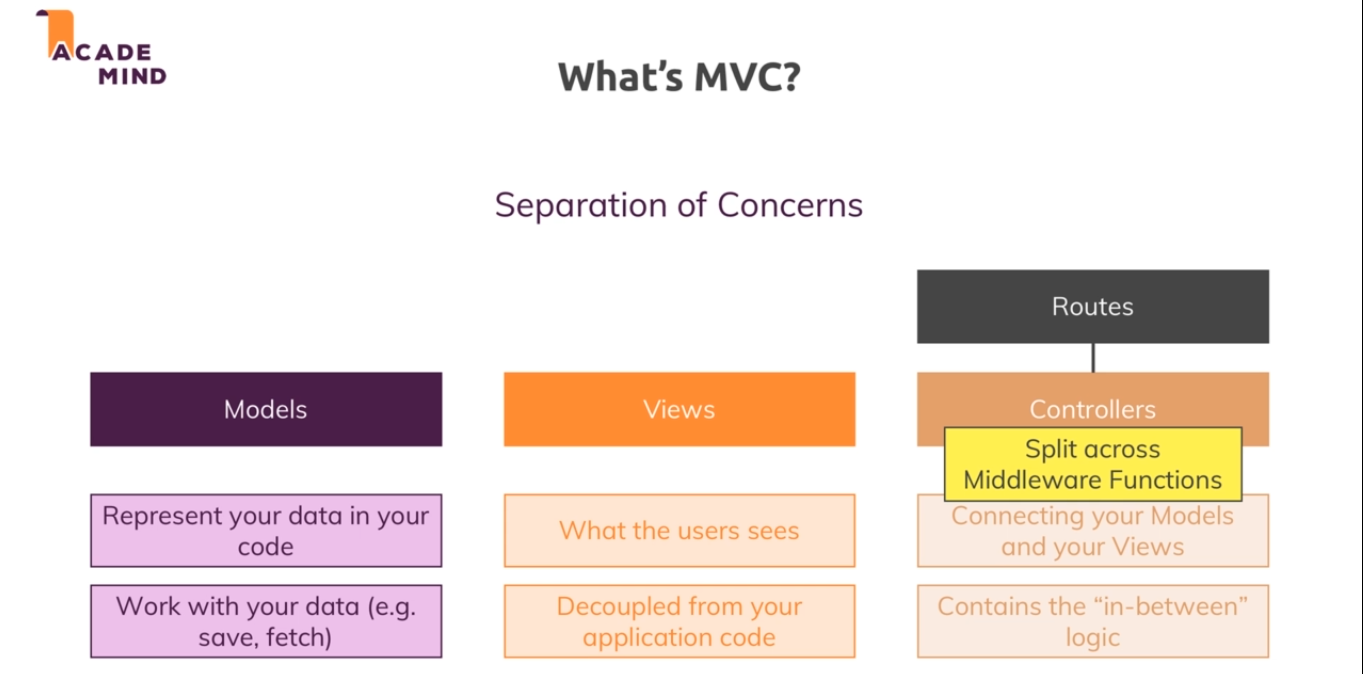 ACADE
MIND
What's MVC?
Separation of Concerns
Routes
Models
Views
Controllers
Split across
Middleware Functions
Represent your data in your
code
What the users sees
Connecting your Models
and your Views
Work with your data (e.g.
save, fetch)
Decoupled from your
application code
Contains the “in-between”
logic